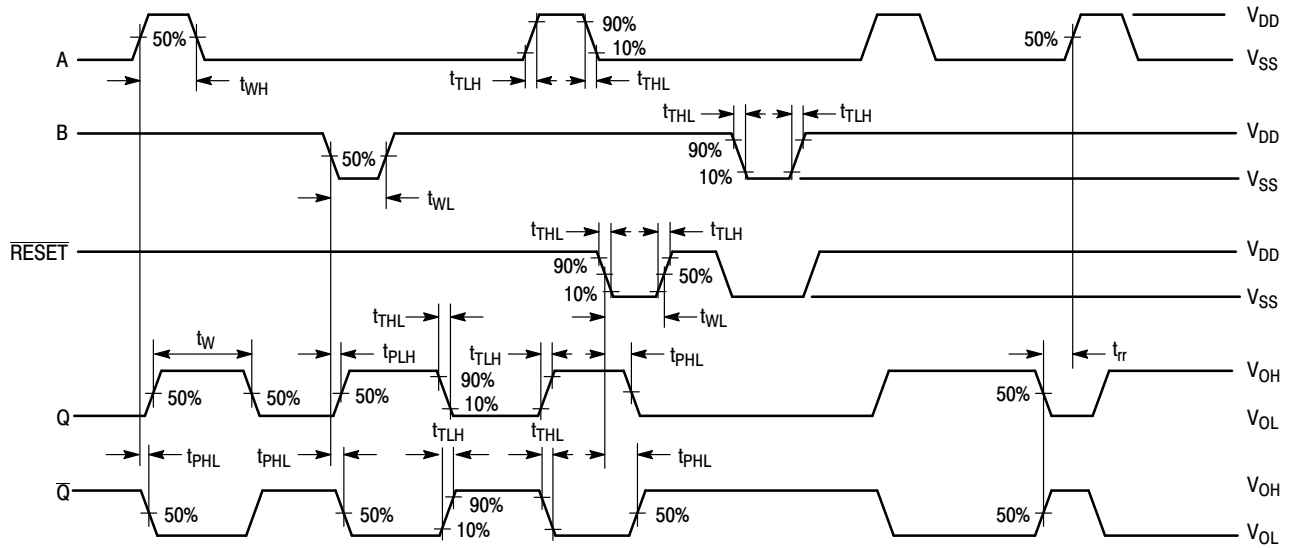 V_DD
50% 90% 50%
10%
A V_SS
t_WH t_TLH t_THL
t_THL t_TLH
B V_DD
50% 90%
10% V_SS
t_WL
t_THL t_TLH
R̅E̅S̅E̅T̅ V_DD
90% 50%
10% V_SS
t_THL t_WL
t_W t_PLH t_TLH t_PHL t_rr
V_OH
90%
50% 50% 50% 50%
10%
Q V_OL
t_TLH t_THL
t_PHL t_PHL t_PHL
Q̅ V_OH
90%
50% 50% 50% 50%
10%
V_OL